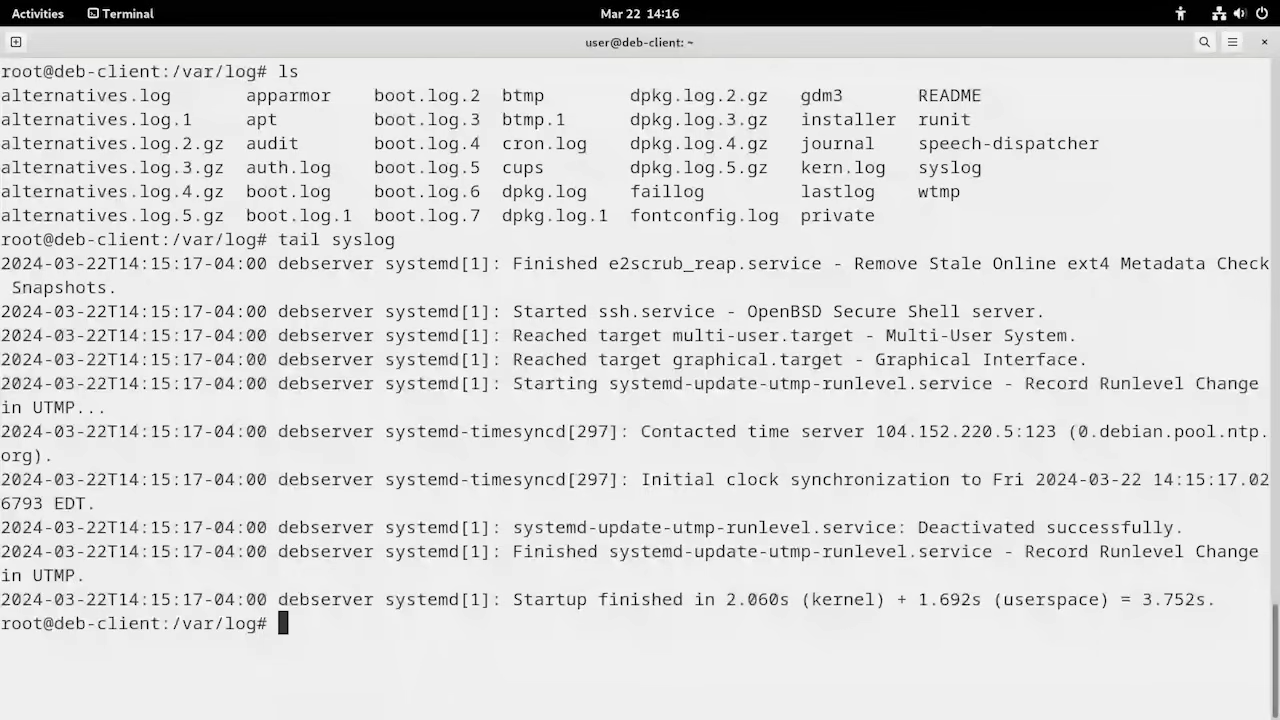 Activities Terminal Mar 22 14:16
user@deb-client: ~
root@deb-client:/var/log# ls
alternatives.log apparmor boot.log.2 btmp dpkg.log.2.gz gdm3 README
alternatives.log.1 apt boot.log.3 btmp.1 dpkg.log.3.gz installer runit
alternatives.log.2.gz audit boot.log.4 cron.log dpkg.log.4.gz journal speech-dispatcher
alternatives.log.3.gz auth.log boot.log.5 cups dpkg.log.5.gz kern.log syslog
alternatives.log.4.gz boot.log boot.log.6 dpkg.log faillog lastlog wtmp
alternatives.log.5.gz boot.log.1 boot.log.7 dpkg.log.1 fontconfig.log private
root@deb-client:/var/log# tail syslog
2024-03-22T14:15:17-04:00 debserver systemd[1]: Finished e2scrub_reap.service - Remove Stale Online ext4 Metadata Check
Snapshots.
2024-03-22T14:15:17-04:00 debserver systemd[1]: Started ssh.service - OpenBSD Secure Shell server.
2024-03-22T14:15:17-04:00 debserver systemd[1]: Reached target multi-user.target - Multi-User System.
2024-03-22T14:15:17-04:00 debserver systemd[1]: Reached target graphical.target - Graphical Interface.
2024-03-22T14:15:17-04:00 debserver systemd[1]: Starting systemd-update-utmp-runlevel.service - Record Runlevel Change
in UTMP...
2024-03-22T14:15:17-04:00 debserver systemd-timesyncd[297]: Contacted time server 104.152.220.5:123 (0.debian.pool.ntp.
org).
2024-03-22T14:15:17-04:00 debserver systemd-timesyncd[297]: Initial clock synchronization to Fri 2024-03-22 14:15:17.02
6793 EDT.
2024-03-22T14:15:17-04:00 debserver systemd[1]: systemd-update-utmp-runlevel.service: Deactivated successfully.
2024-03-22T14:15:17-04:00 debserver systemd[1]: Finished systemd-update-utmp-runlevel.service - Record Runlevel Change
in UTMP.
2024-03-22T14:15:17-04:00 debserver systemd[1]: Startup finished in 2.060s (kernel) + 1.692s (userspace) = 3.752s.
root@deb-client:/var/log#